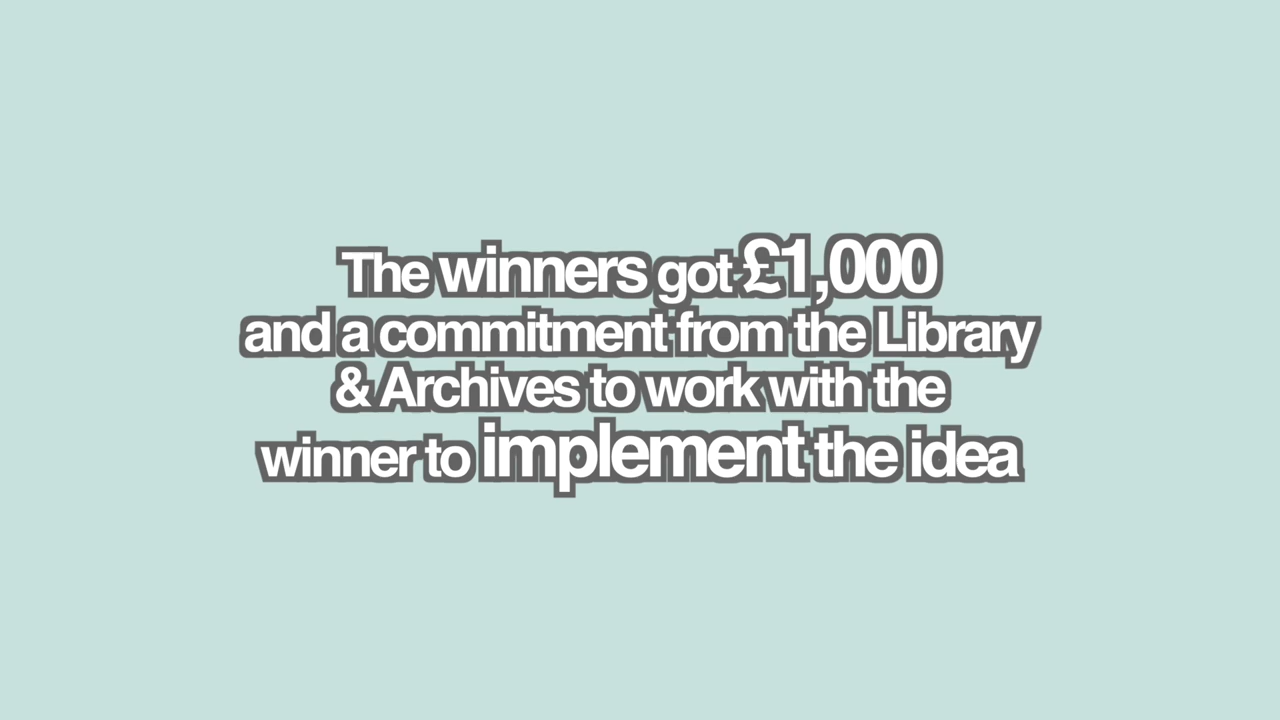 The winners got £1,000
and a commitment from the Library
& Archives to work with the
winner to implement the idea